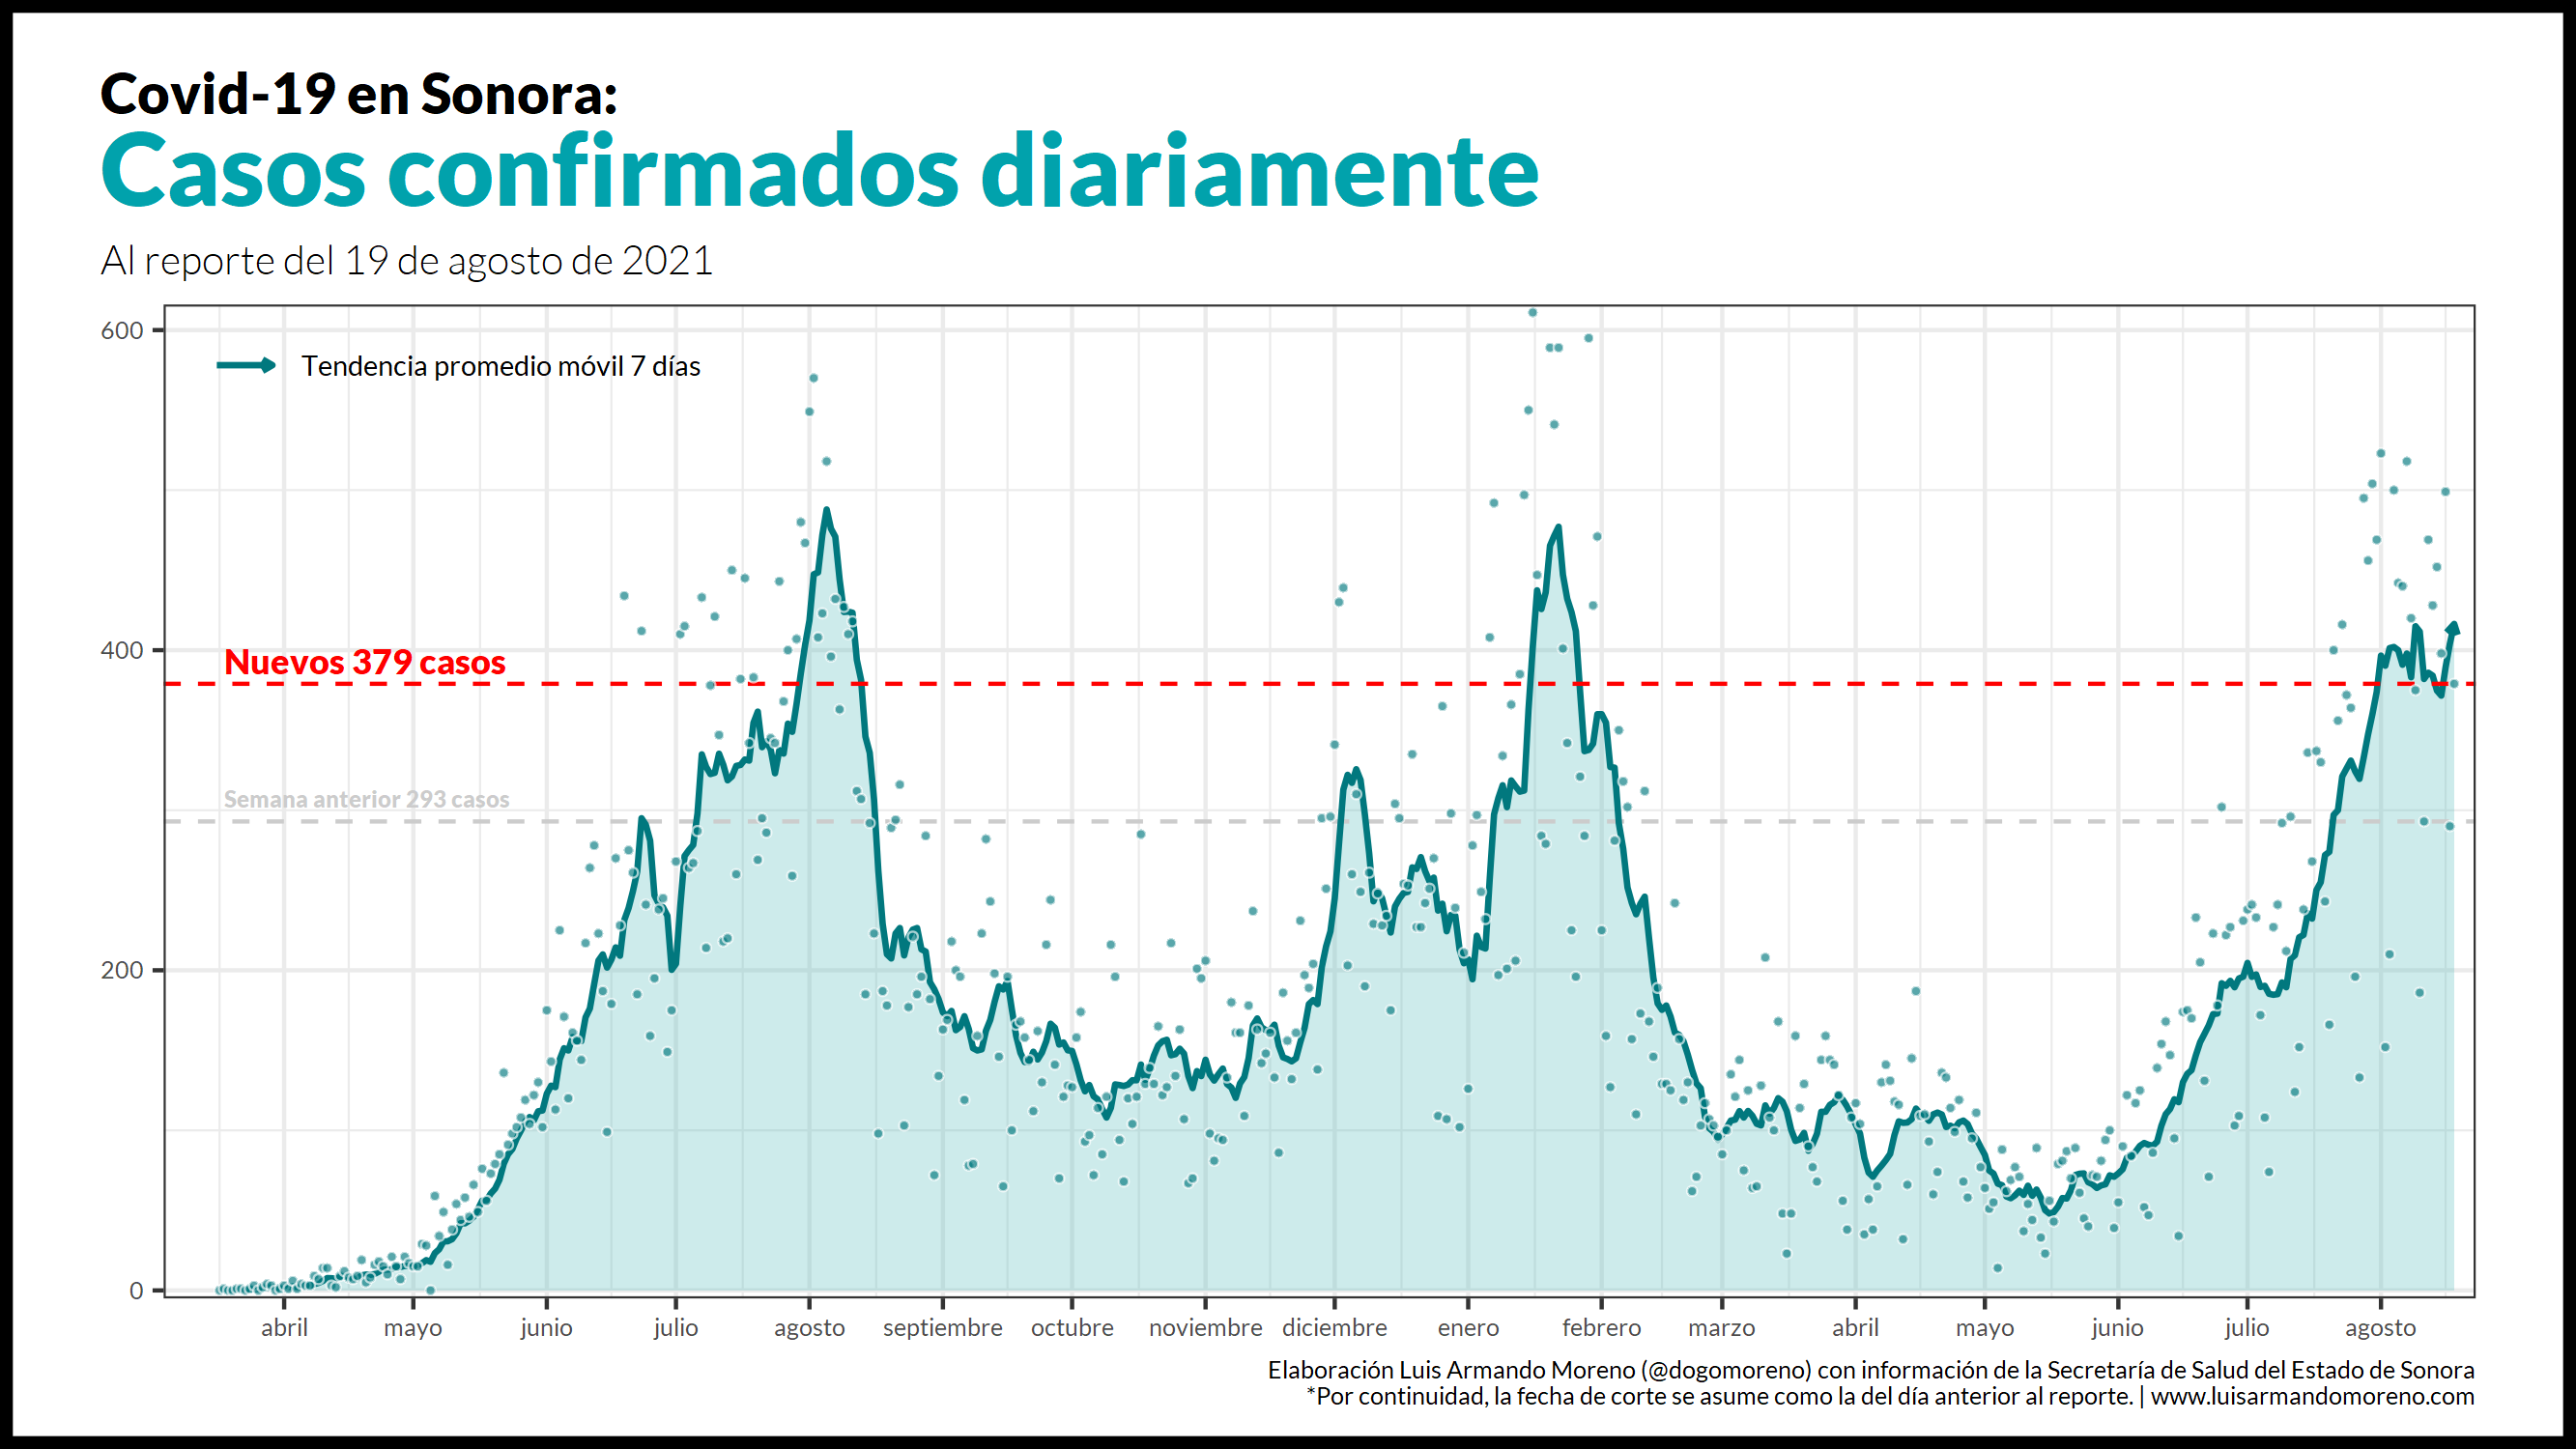 Covid-19 en Sonora:
Casos confirmados diariamente
Al reporte del 19 de agosto de 2021
600
Tendencia promedio móvil 7 días
400
Nuevos 379 casos
Semana anterior 293 casos
200
0
abril mayo junio julio agosto septiembre octubre noviembre diciembre enero febrero marzo abril mayo junio julio agosto
Elaboración Luis Armando Moreno (@dogomoreno) con información de la Secretaría de Salud del Estado de Sonora
*Por continuidad, la fecha de corte se asume como la del día anterior al reporte. | www.luisarmandomoreno.com